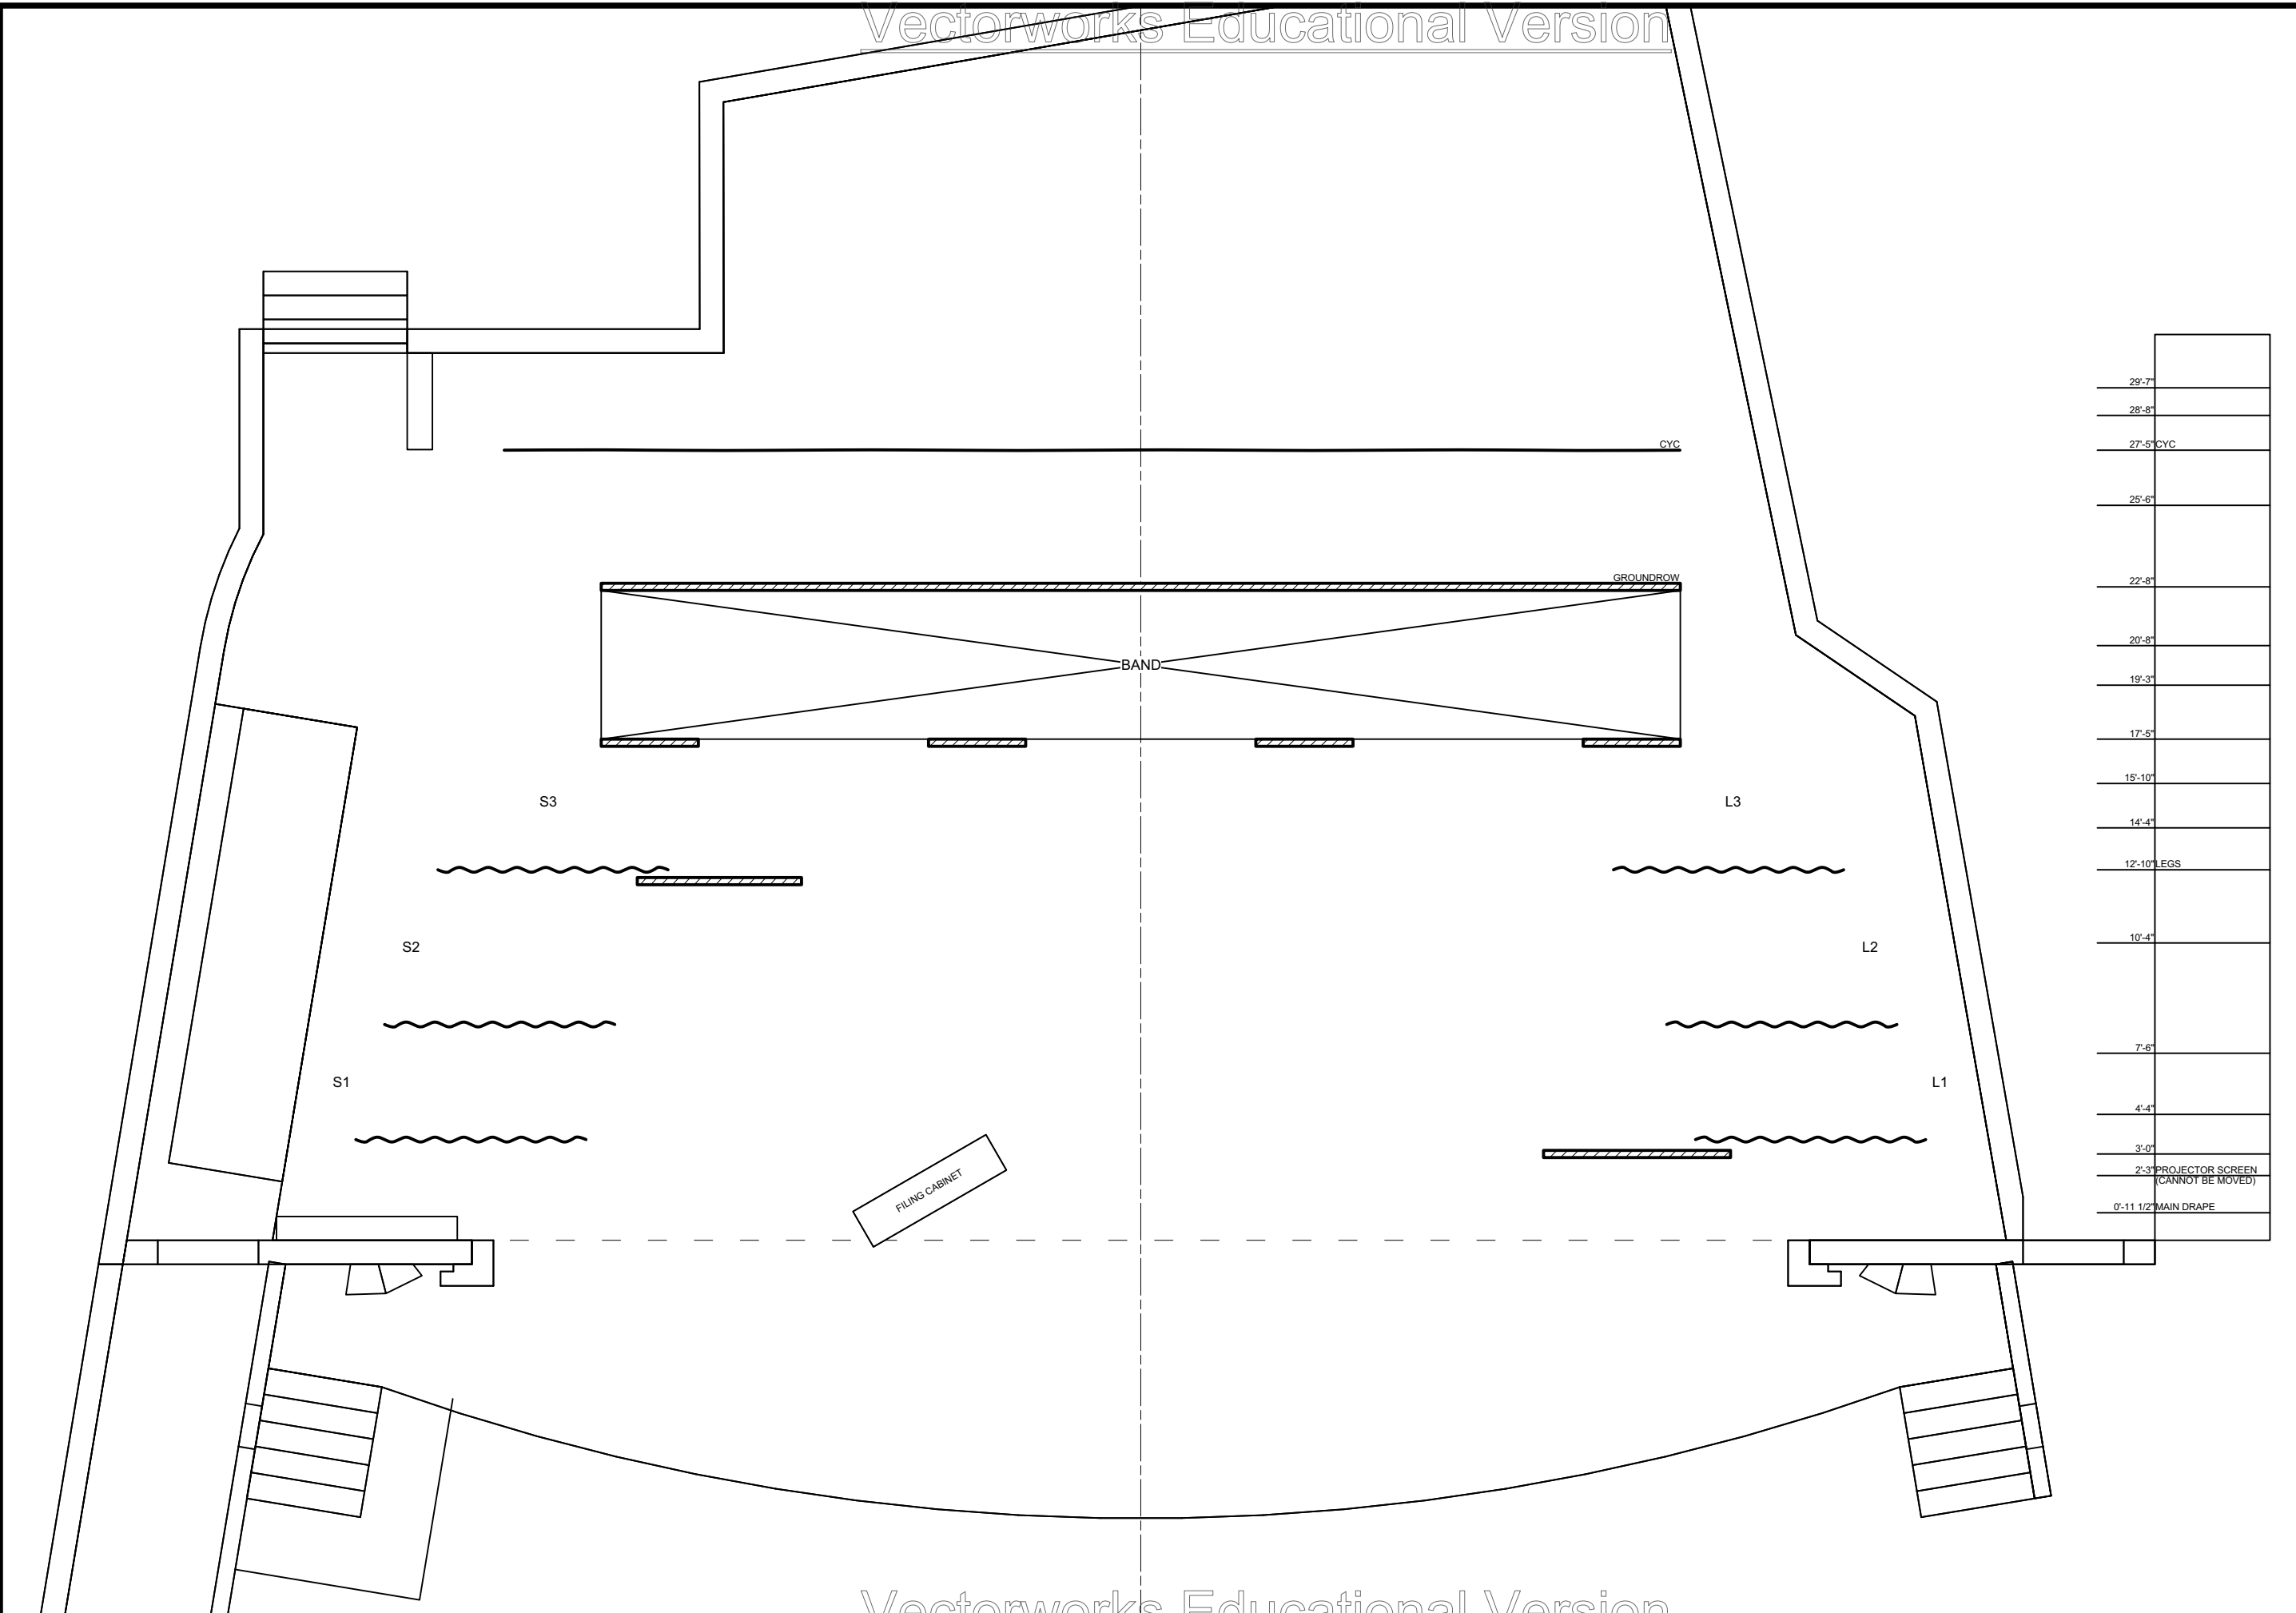 Vectorworks Educational Version
29'-7"
28'-8"
CYC
27'-5" CYC
25'-6"
GROUNDROW
22'-8"
20'-8"
BAND
19'-3"
17'-5"
15'-10"
S3
L3
14'-4"
12'-10" LEGS
10'-4"
S2
L2
7'-6"
S1
L1
4'-4"
3'-0"
FILING CABINET
2'-3" PROJECTOR SCREEN
(CANNOT BE MOVED)
0'-11 1/2" MAIN DRAPE
Vectorworks Educational Version